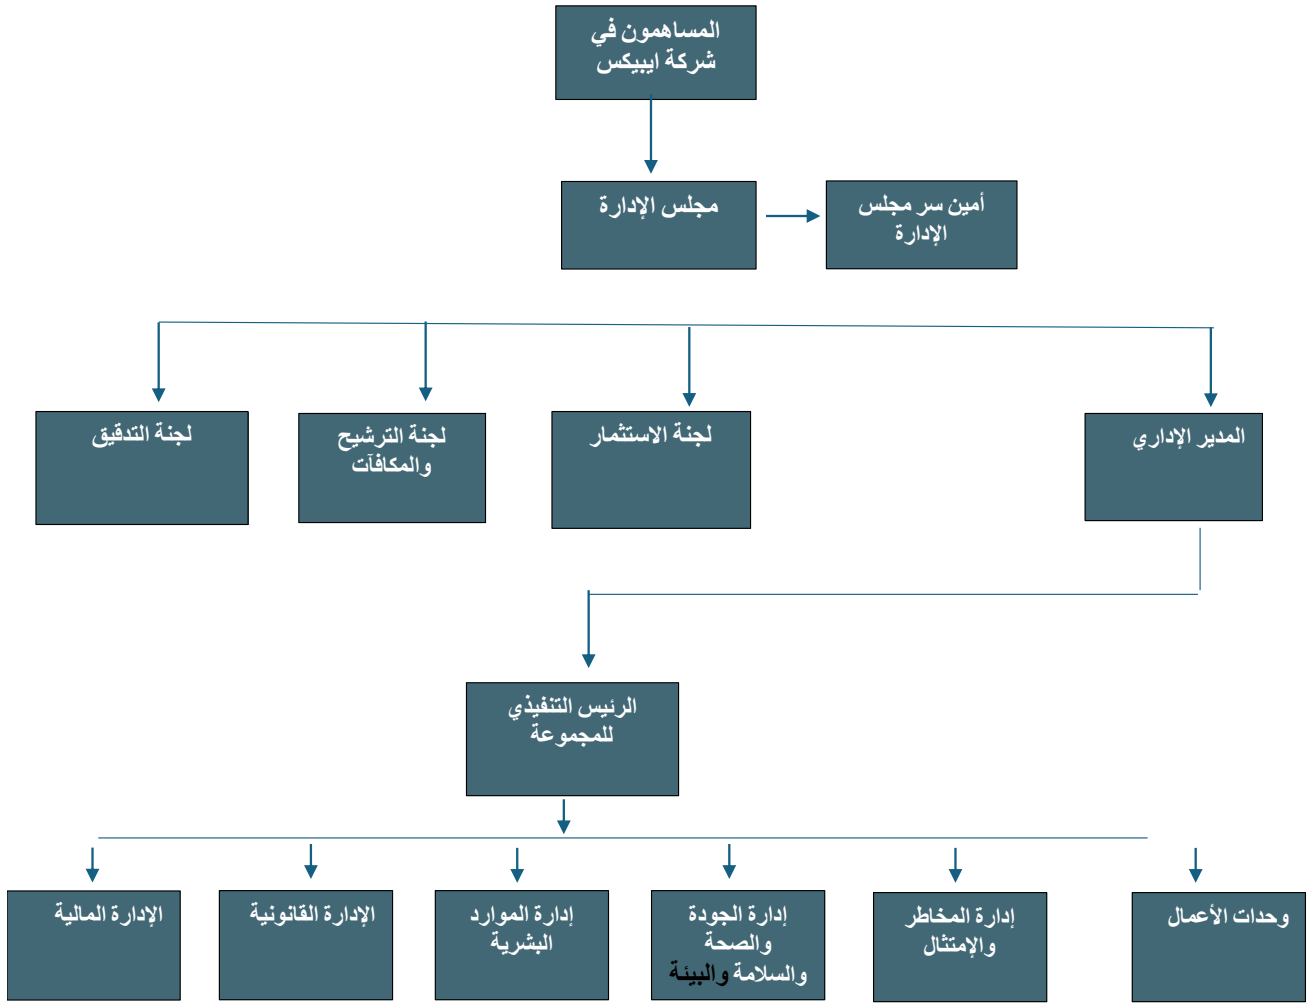 المساهمون في
شركة ايبيكس
مجلس الإدارة
أمين سر مجلس
الإدارة
المدير الإداري
لجنة الاستثمار
لجنة الترشيح
والمكافآت
لجنة التدقيق
الرئيس التنفيذي
للمجموعة
وحدات الأعمال
إدارة المخاطر
والإمتثال
إدارة الجودة
والصحة
والسلامة والبيئة
إدارة الموارد
البشرية
الإدارة القانونية
الإدارة المالية